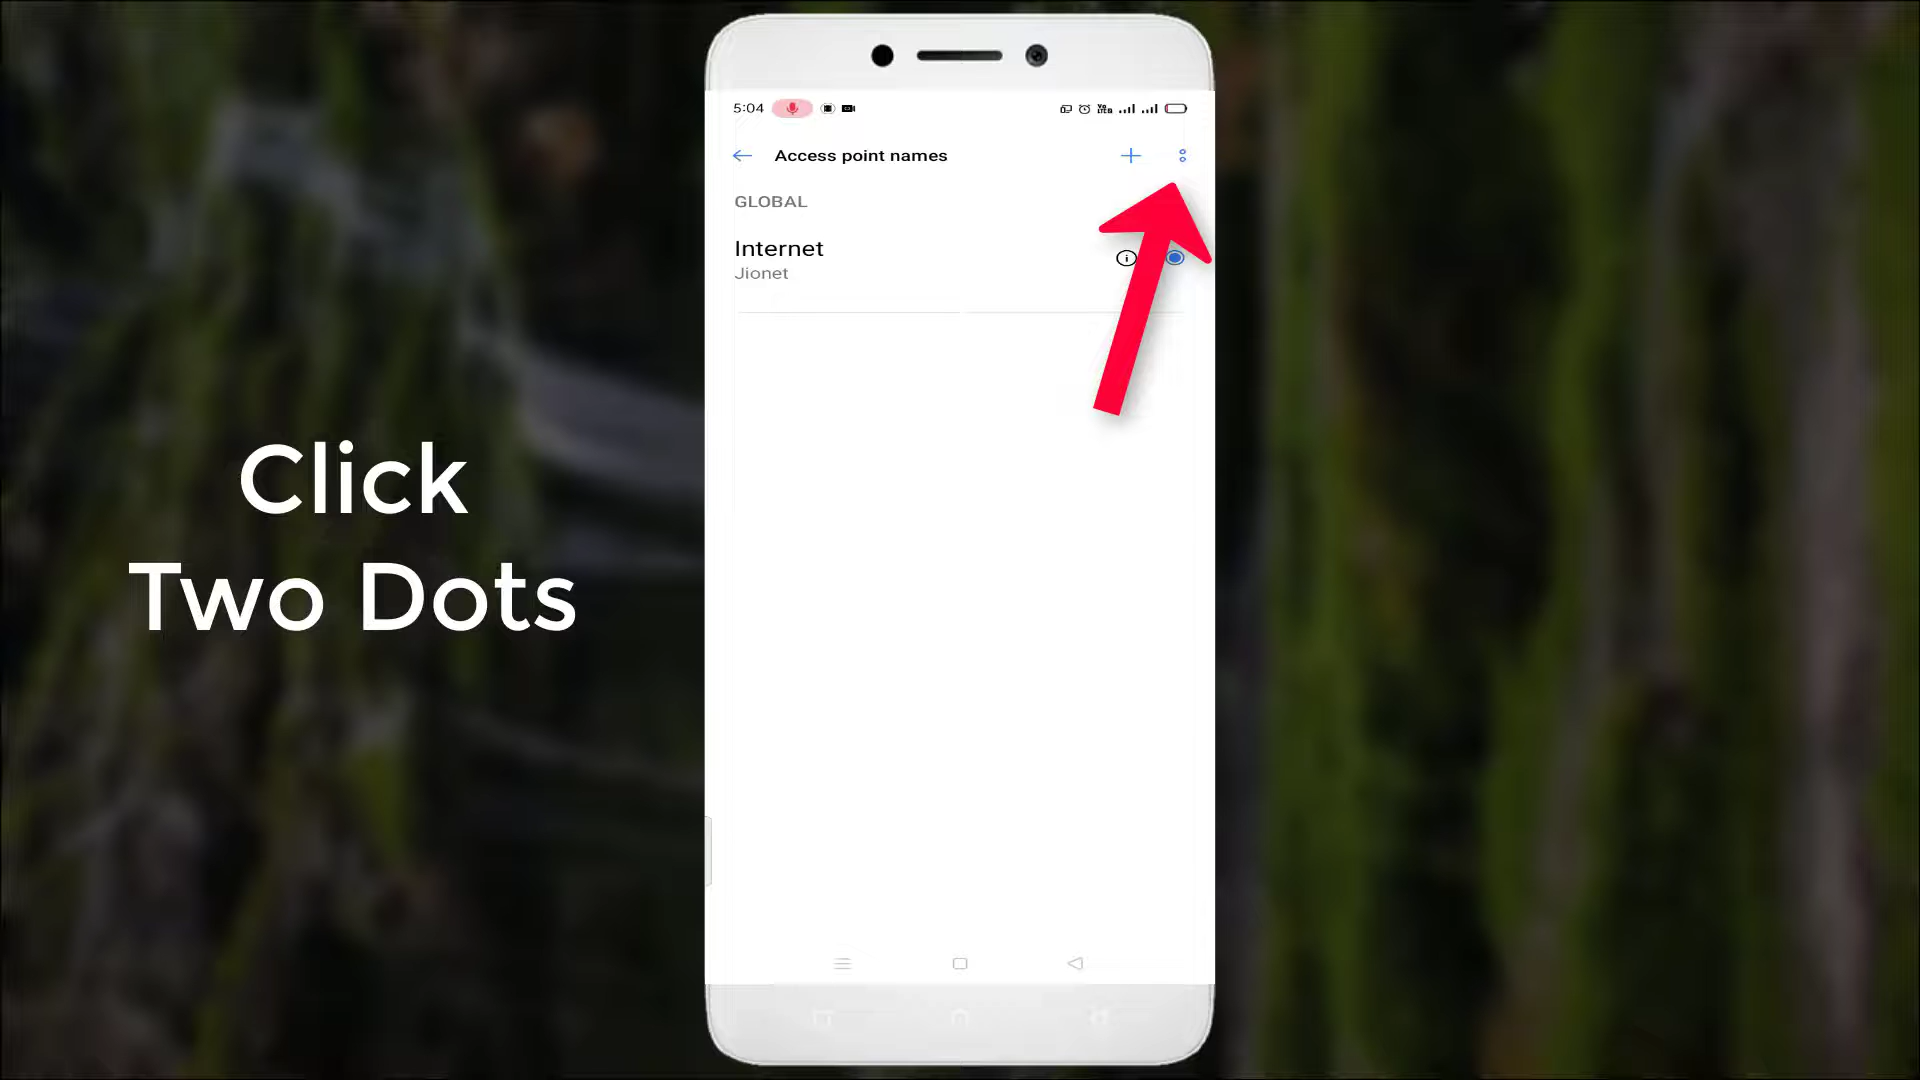 Click
Two Dots
5:04
Access point names
GLOBAL
Internet
Jionet